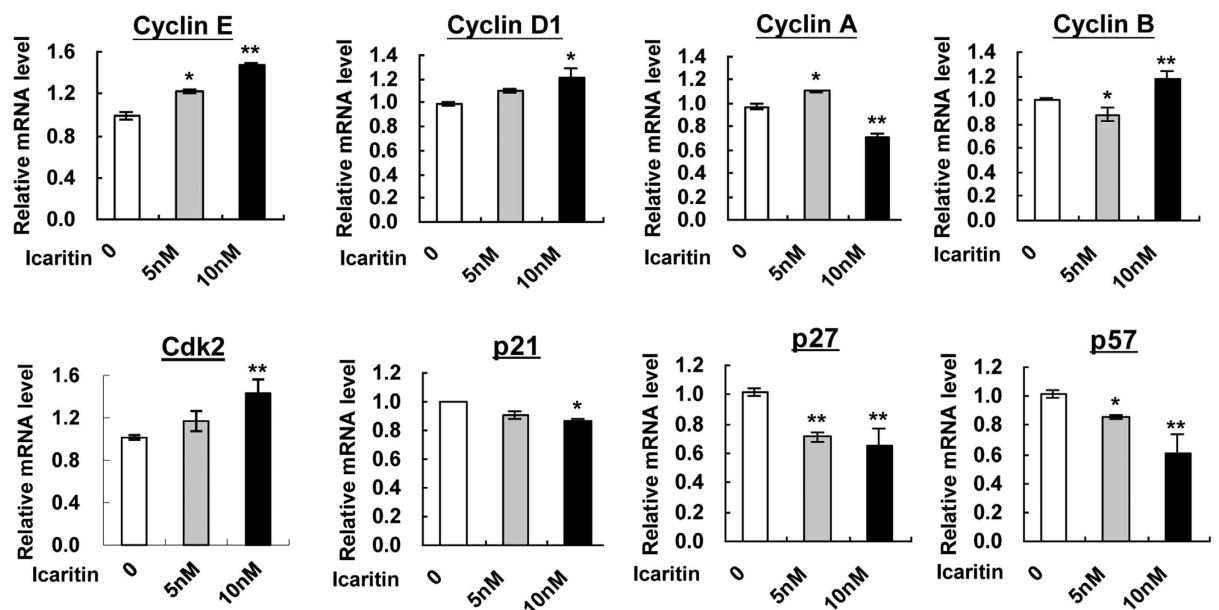 Cyclin E
Relative mRNA level
1.6
1.2
0.8
0.4
0.0
**
*
Icaritin
0
5nM
10nM
Cyclin D1
Relative mRNA level
1.4
1.2
1.0
0.8
0.6
0.4
0.2
0.0
*
Icaritin
0
5nM
10nM
Cyclin A
Relative mRNA level
1.4
1.2
1.0
0.8
0.6
0.4
0.2
0.0
*
**
Icaritin
0
5nM
10nM
Cyclin B
Relative mRNA level
1.4
1.2
1.0
0.8
0.6
0.4
0.2
0.0
**
*
Icaritin
0
5nM
10nM
Cdk2
Relative mRNA level
1.6
1.2
0.8
0.4
0.0
**
Icaritin
0
5nM
10nM
p21
Relative mRNA level
1.2
1.0
0.8
0.6
0.4
0.2
0.0
*
Icaritin
0
5nM
10nM
p27
Relative mRNA level
1.2
1.0
0.8
0.6
0.4
0.2
0.0
**
**
Icaritin
0
5nM
10nM
p57
Relative mRNA level
1.2
1.0
0.8
0.6
0.4
0.2
0.0
*
**
Icaritin
0
5nM
10nM